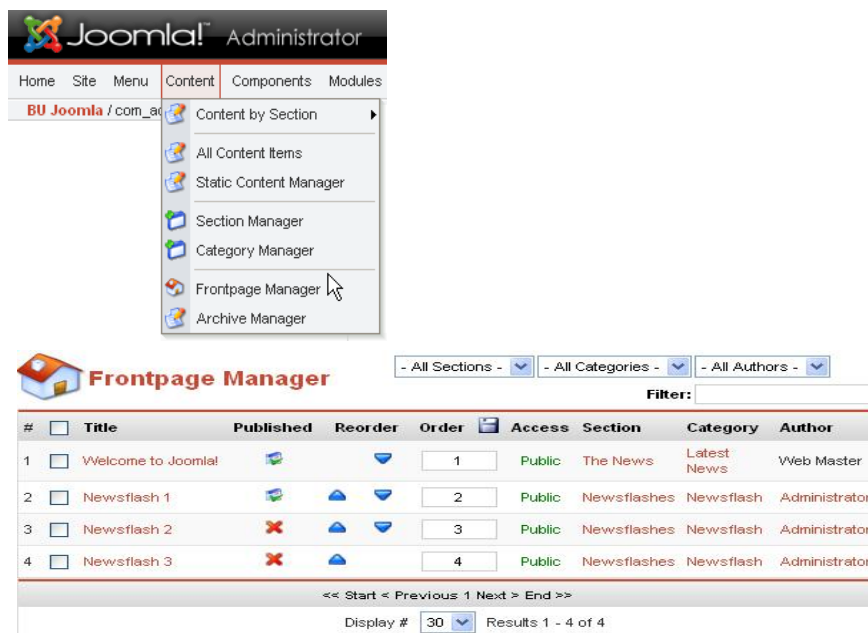 Joomla!™ Administrator
Home Site Menu Content Components Modules
BU Joomla / com_ad
Content by Section
All Content Items
Static Content Manager
Section Manager
Category Manager
Frontpage Manager
Archive Manager
Frontpage Manager
- All Sections - - All Categories - - All Authors -
Filter:
# Title Published Reorder Order Access Section Category Author
1 Welcome to Joomla! 1 Public The News Latest News Web Master
2 Newsflash 1 2 Public Newsflashes Newsflash Administrator
3 Newsflash 2 3 Public Newsflashes Newsflash Administrator
4 Newsflash 3 4 Public Newsflashes Newsflash Administrator
<< Start < Previous 1 Next > End >>
Display # 30 Results 1 - 4 of 4